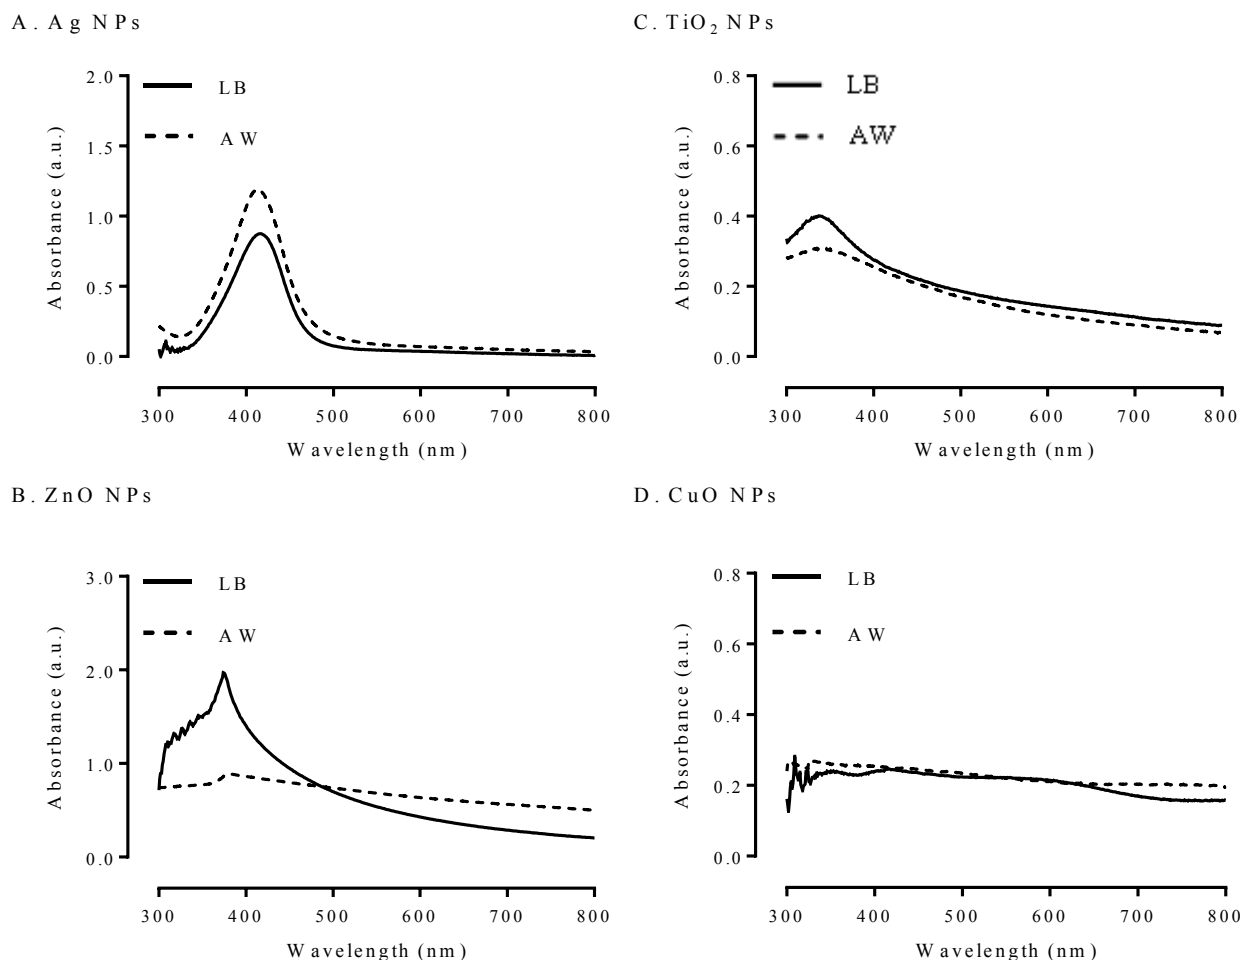 A. Ag NPs
2.0
1.5
1.0
0.5
0.0
Absorbance (a.u.)
LB
AW
300 400 500 600 700 800
Wavelength (nm)
C. TiO2 NPs
0.8
0.6
0.4
0.2
0.0
Absorbance (a.u.)
LB
AW
300 400 500 600 700 800
Wavelength (nm)
B. ZnO NPs
3.0
2.0
1.0
0.0
Absorbance (a.u.)
LB
AW
300 400 500 600 700 800
Wavelength (nm)
D. CuO NPs
0.8
0.6
0.4
0.2
0.0
Absorbance (a.u.)
LB
AW
300 400 500 600 700 800
Wavelength (nm)